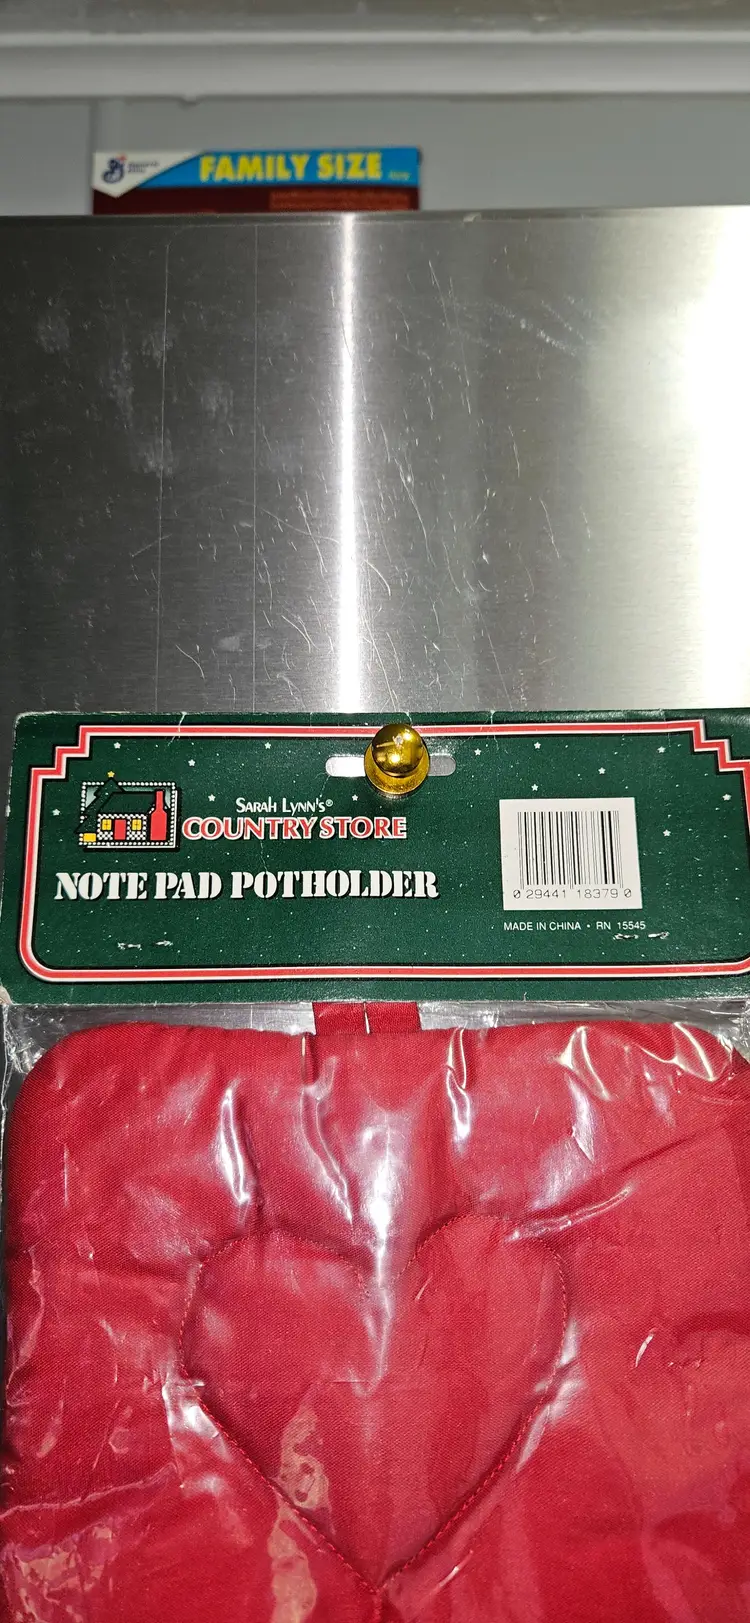 FAMILY SIZE
SARAH LYNN'S®
COUNTRY STORE
NOTE PAD POTHOLDER
0 29441 18379 0
MADE IN CHINA • RN 15545